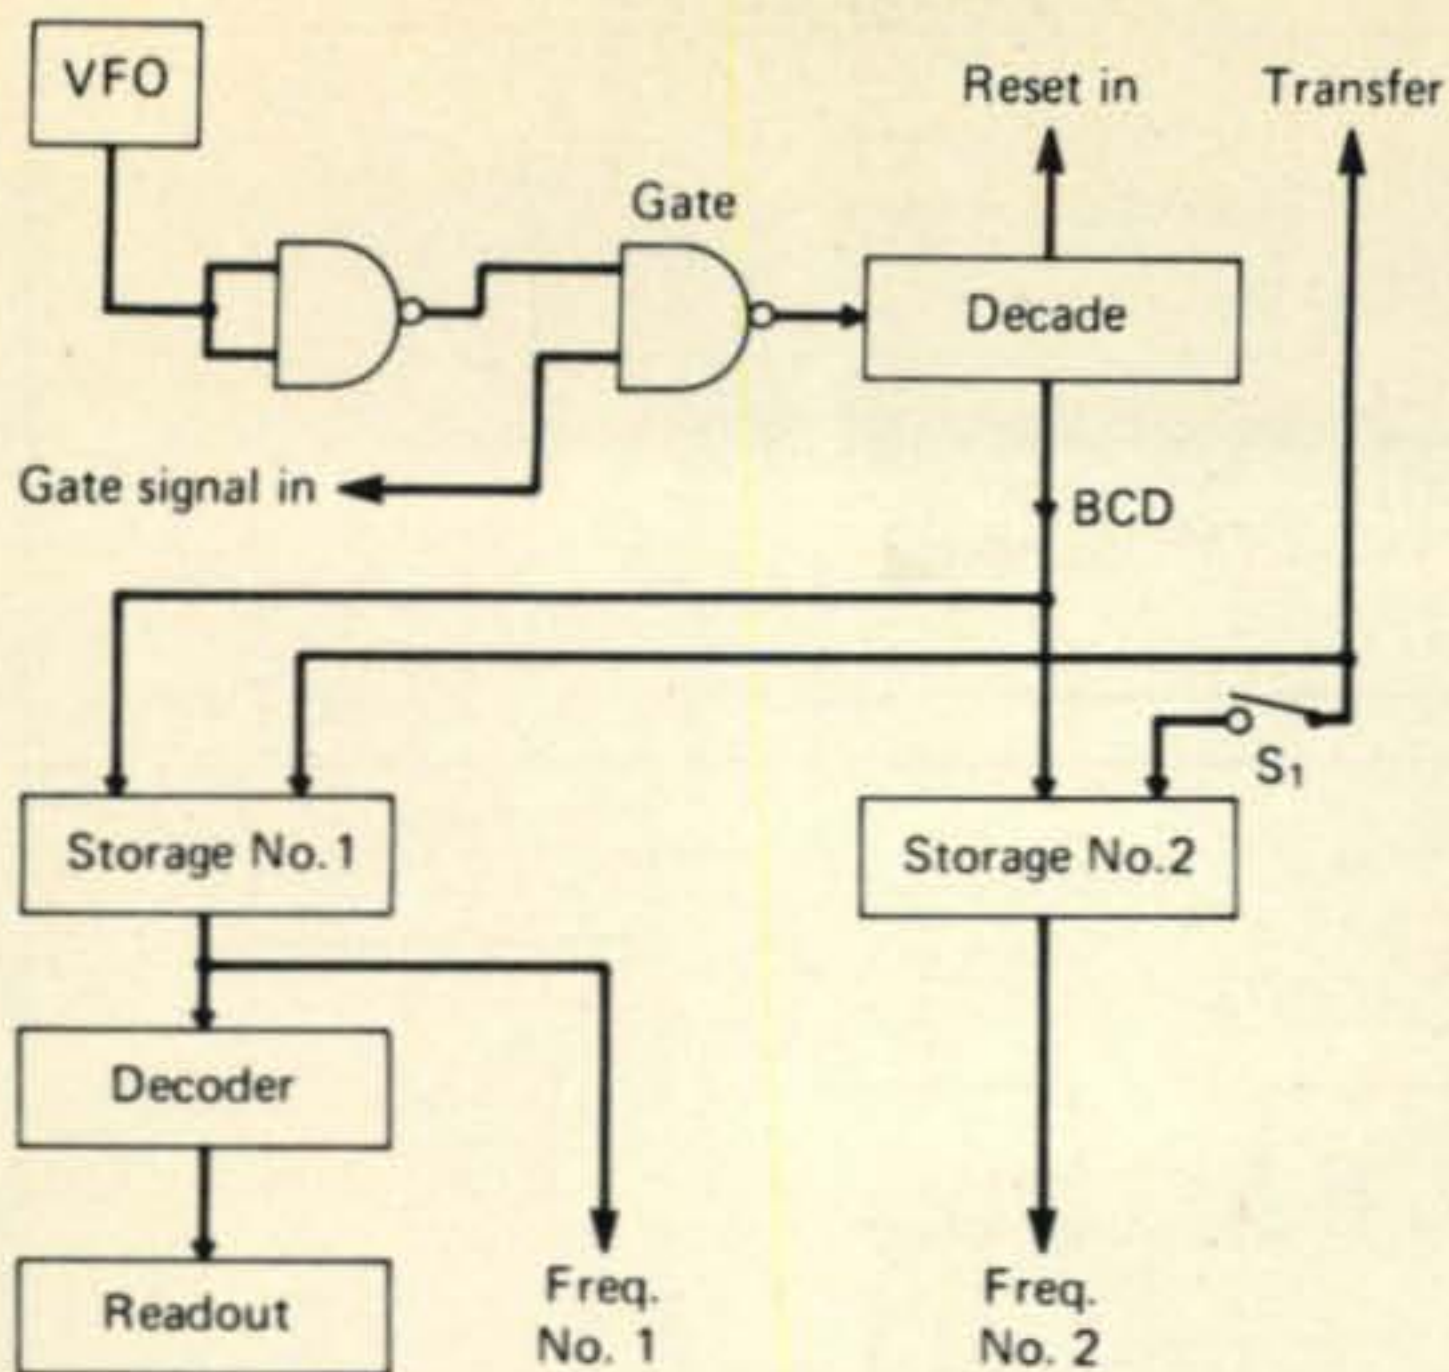 VFO
Reset in
Transfer
Gate
Decade
Gate signal in
BCD
S₁
Storage No. 1
Storage No.2
Decoder
Readout
Freq.
No. 1
Freq.
No. 2